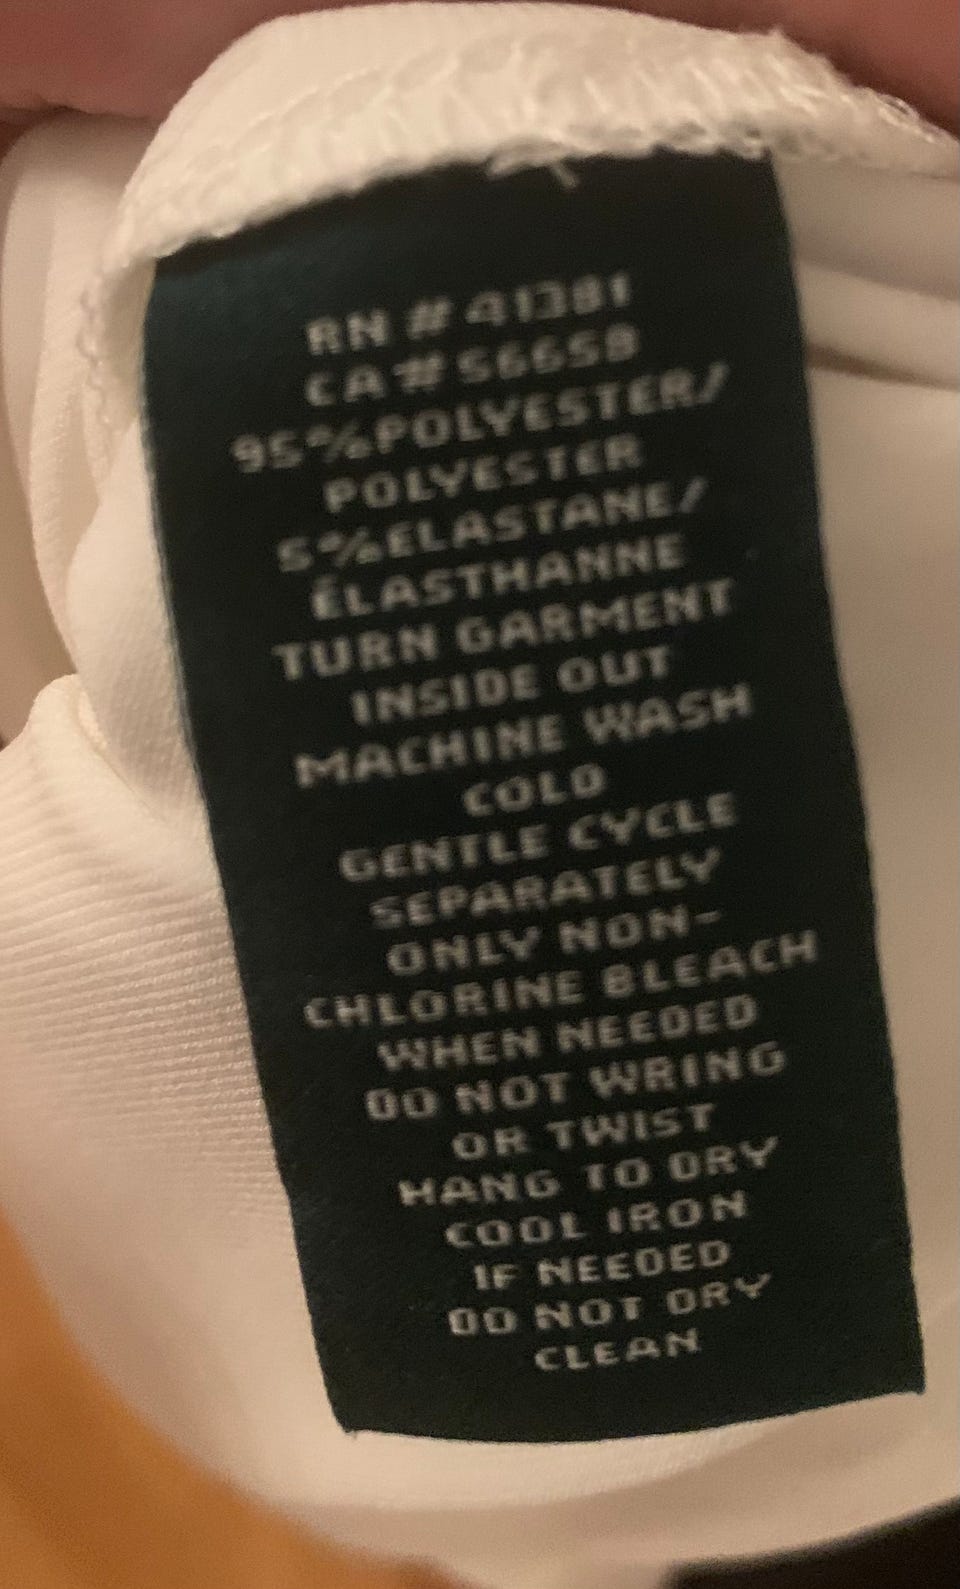 RN # 41381
CA # 56658
95%POLYESTER/
POLYESTER
5%ELASTANE/
ÉLASTHANNE
TURN GARMENT
INSIDE OUT
MACHINE WASH
COLD
GENTLE CYCLE
SEPARATELY
ONLY NON-
CHLORINE BLEACH
WHEN NEEDED
DO NOT WRING
OR TWIST
HANG TO DRY
COOL IRON
IF NEEDED
DO NOT DRY
CLEAN